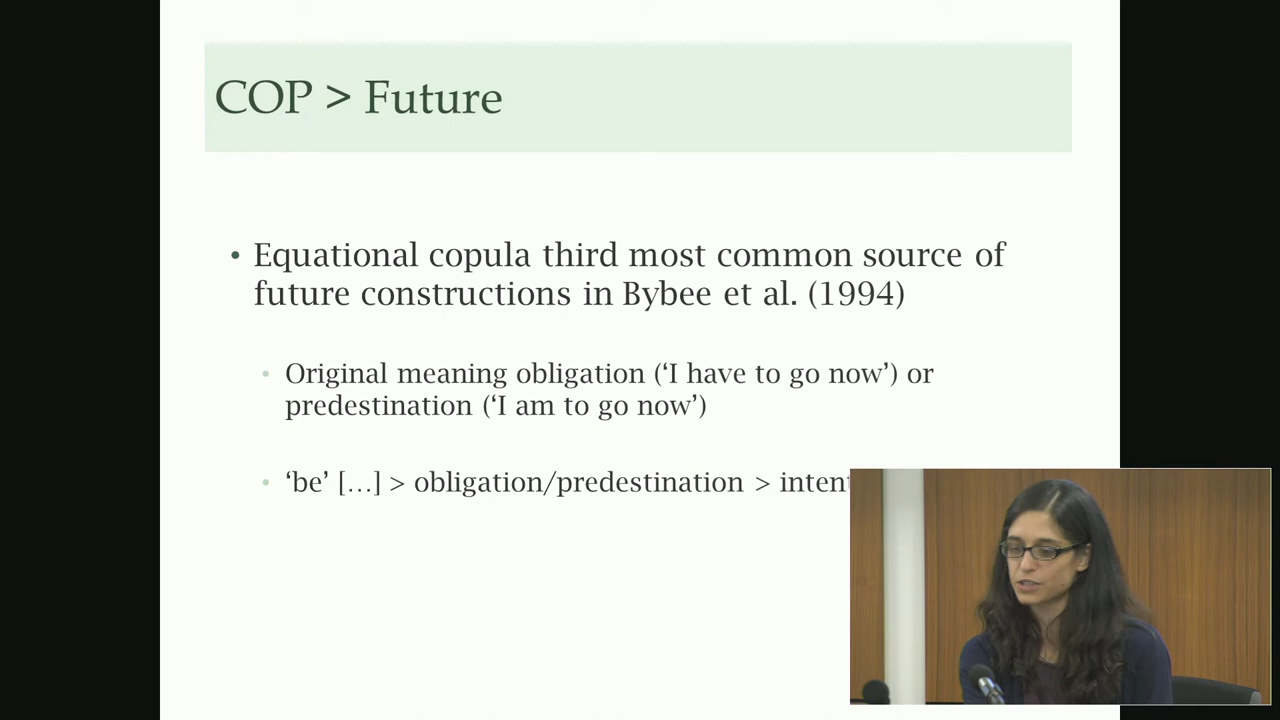 COP > Future
• Equational copula third most common source of
future constructions in Bybee et al. (1994)
• Original meaning obligation (‘I have to go now’) or
predestination (‘I am to go now’)
• ‘be’ […] > obligation/predestination >